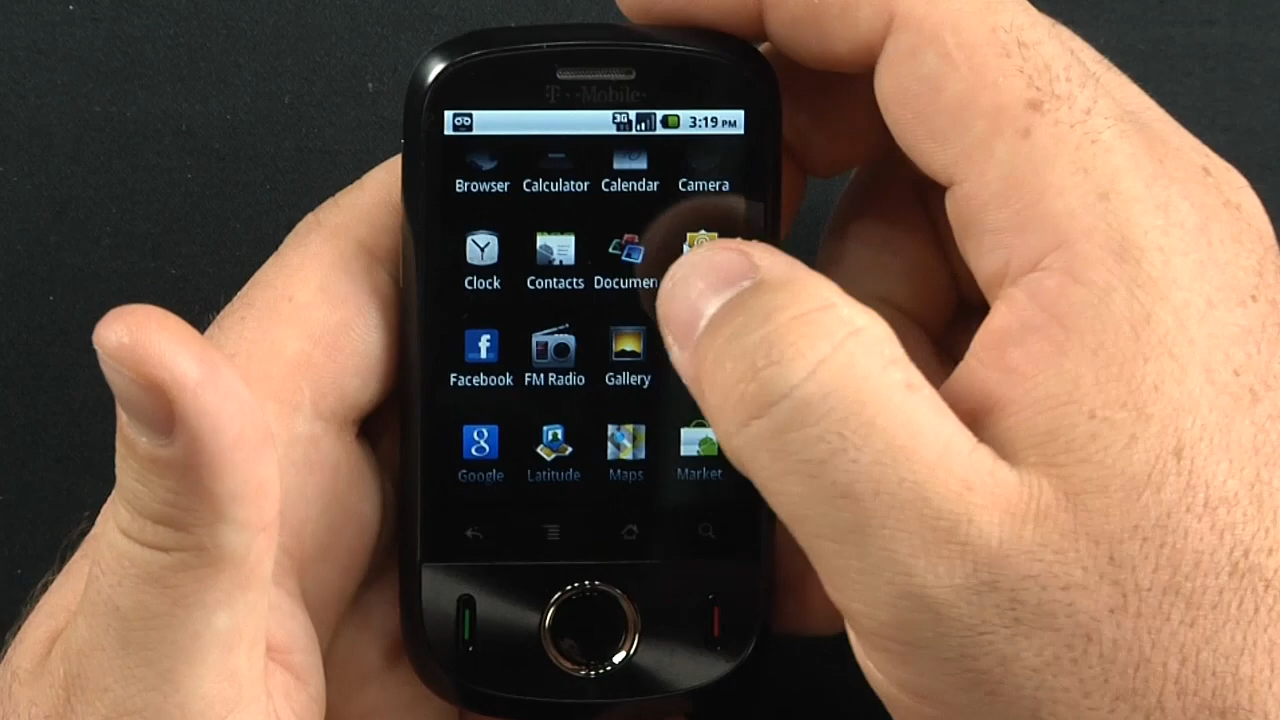 T··Mobile·
3G
3:19 PM
Browser Calculator Calendar Camera
Clock Contacts Documen
f
Facebook FM Radio Gallery
g
Google Latitude Maps Market